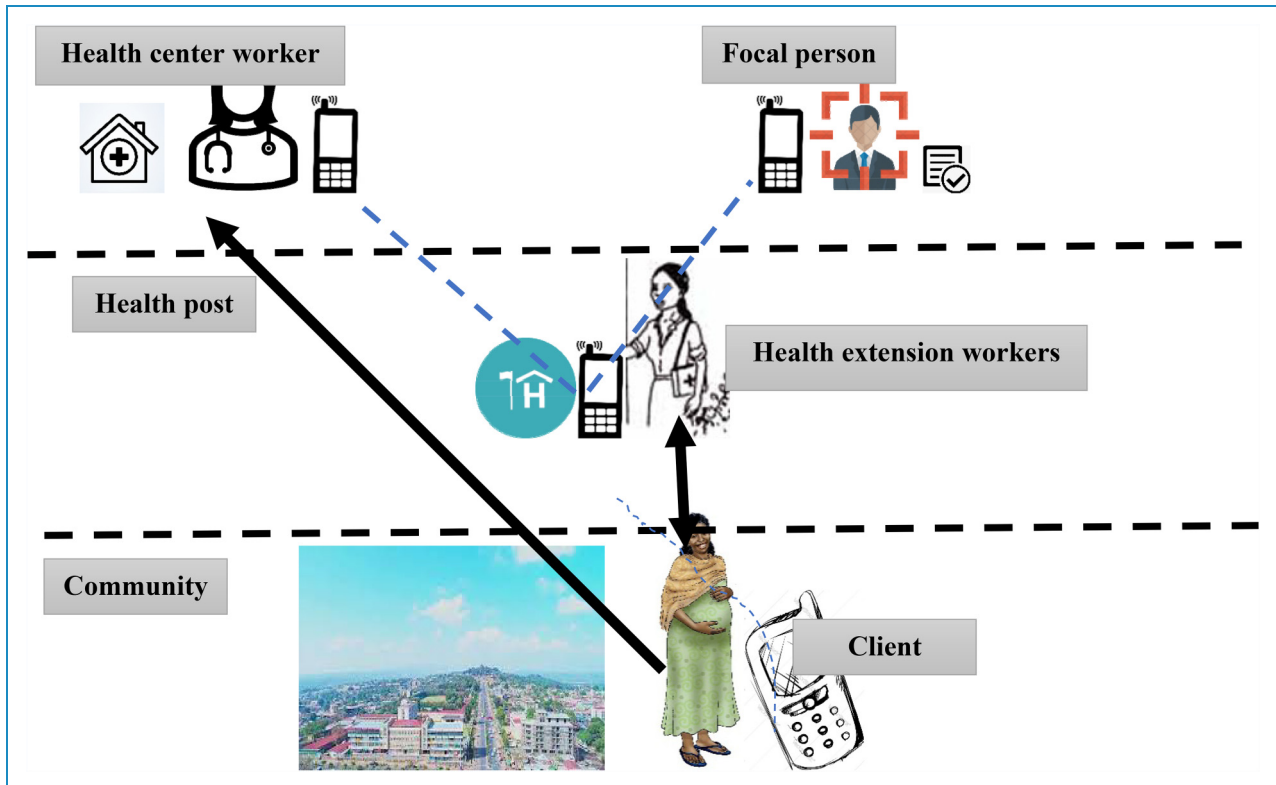 Health center worker
Focal person
Health post
H
Health extension workers
Community
Client